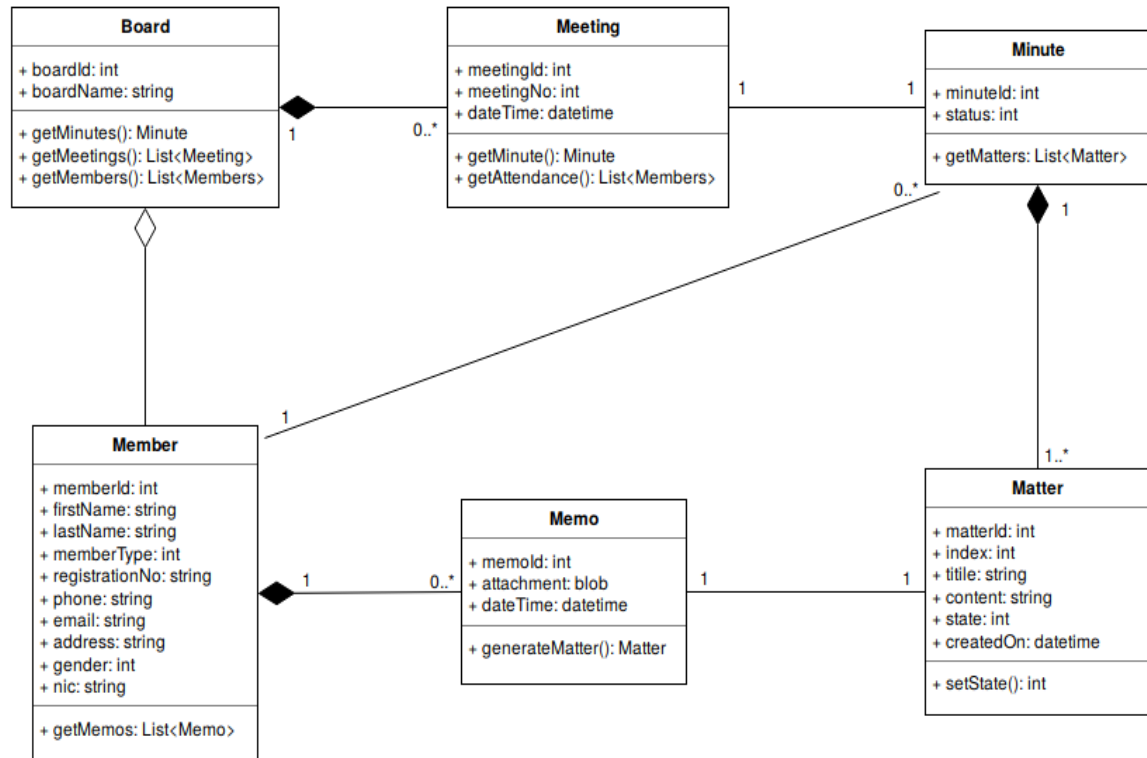 Board
+ boardId: int
+ boardName: string
+ getMinutes(): Minute
+ getMeetings(): List<Meeting>
+ getMembers(): List<Members>
1
0..*
Meeting
+ meetingId: int
+ meetingNo: int
+ dateTime: datetime
+ getMinute(): Minute
+ getAttendance(): List<Members>
1
1
Minute
+ minuteId: int
+ status: int
+ getMatters: List<Matter>
0..*
1
1
1..*
Member
+ memberId: int
+ firstName: string
+ lastName: string
+ memberType: int
+ registrationNo: string
+ phone: string
+ email: string
+ address: string
+ gender: int
+ nic: string
+ getMemos: List<Memo>
1
0..*
Memo
+ memoId: int
+ attachment: blob
+ dateTime: datetime
+ generateMatter(): Matter
1
1
Matter
+ matterId: int
+ index: int
+ titile: string
+ content: string
+ state: int
+ createdOn: datetime
+ setState(): int